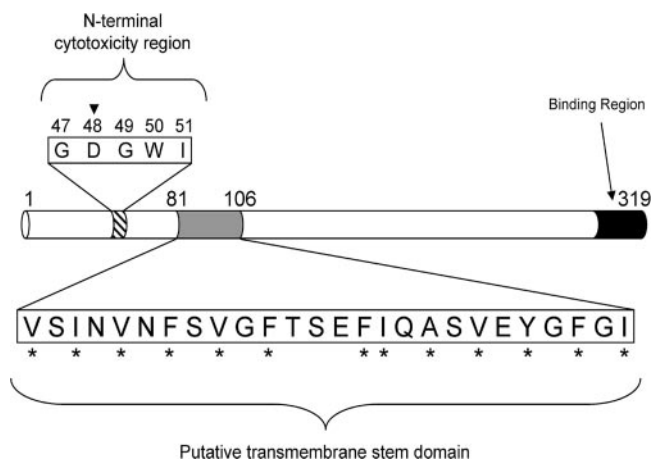 N-terminal
cytotoxicity region
Binding Region
47 48 49 50 51
G D G W I
1 81 106 319
V S I N V N F S V G F T S E F I Q A S V E Y G F G I
* * * * * * * * * * * * *
Putative transmembrane stem domain